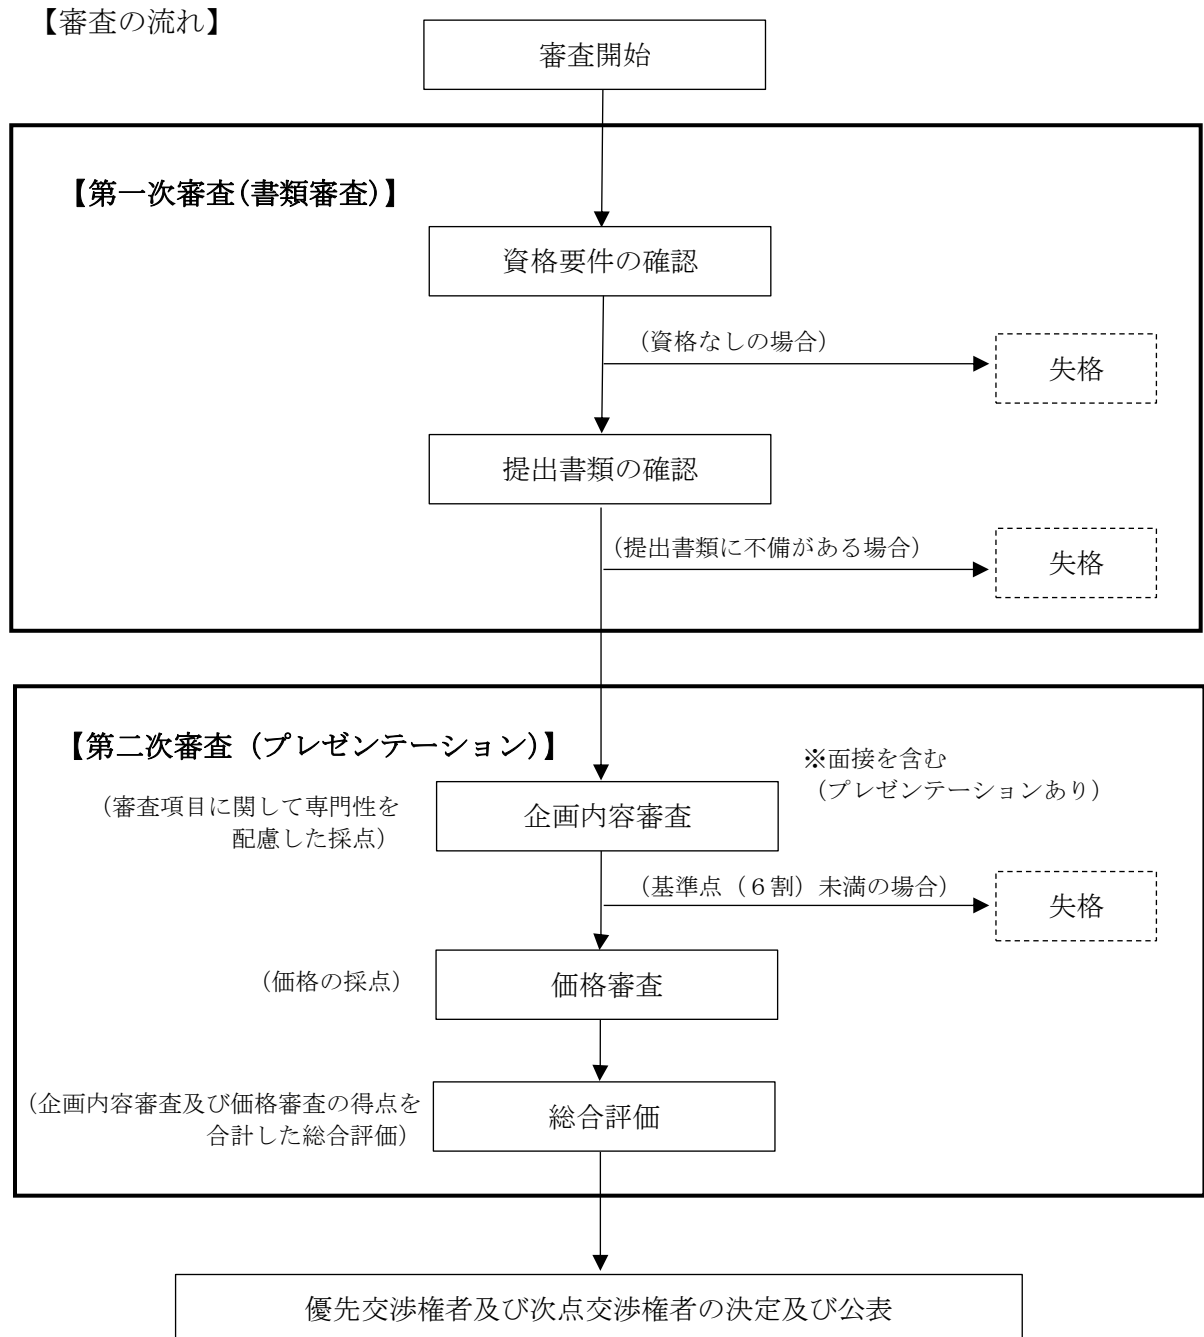 【審査の流れ】
審査開始
【第一次審査(書類審査)】
資格要件の確認
（資格なしの場合）
失格
提出書類の確認
（提出書類に不備がある場合）
失格
【第二次審査（プレゼンテーション）】
※面接を含む
（プレゼンテーションあり）
（審査項目に関して専門性を
配慮した採点）
企画内容審査
（基準点（６割）未満の場合）
失格
（価格の採点）
価格審査
（企画内容審査及び価格審査の得点を
合計した総合評価）
総合評価
優先交渉権者及び次点交渉権者の決定及び公表